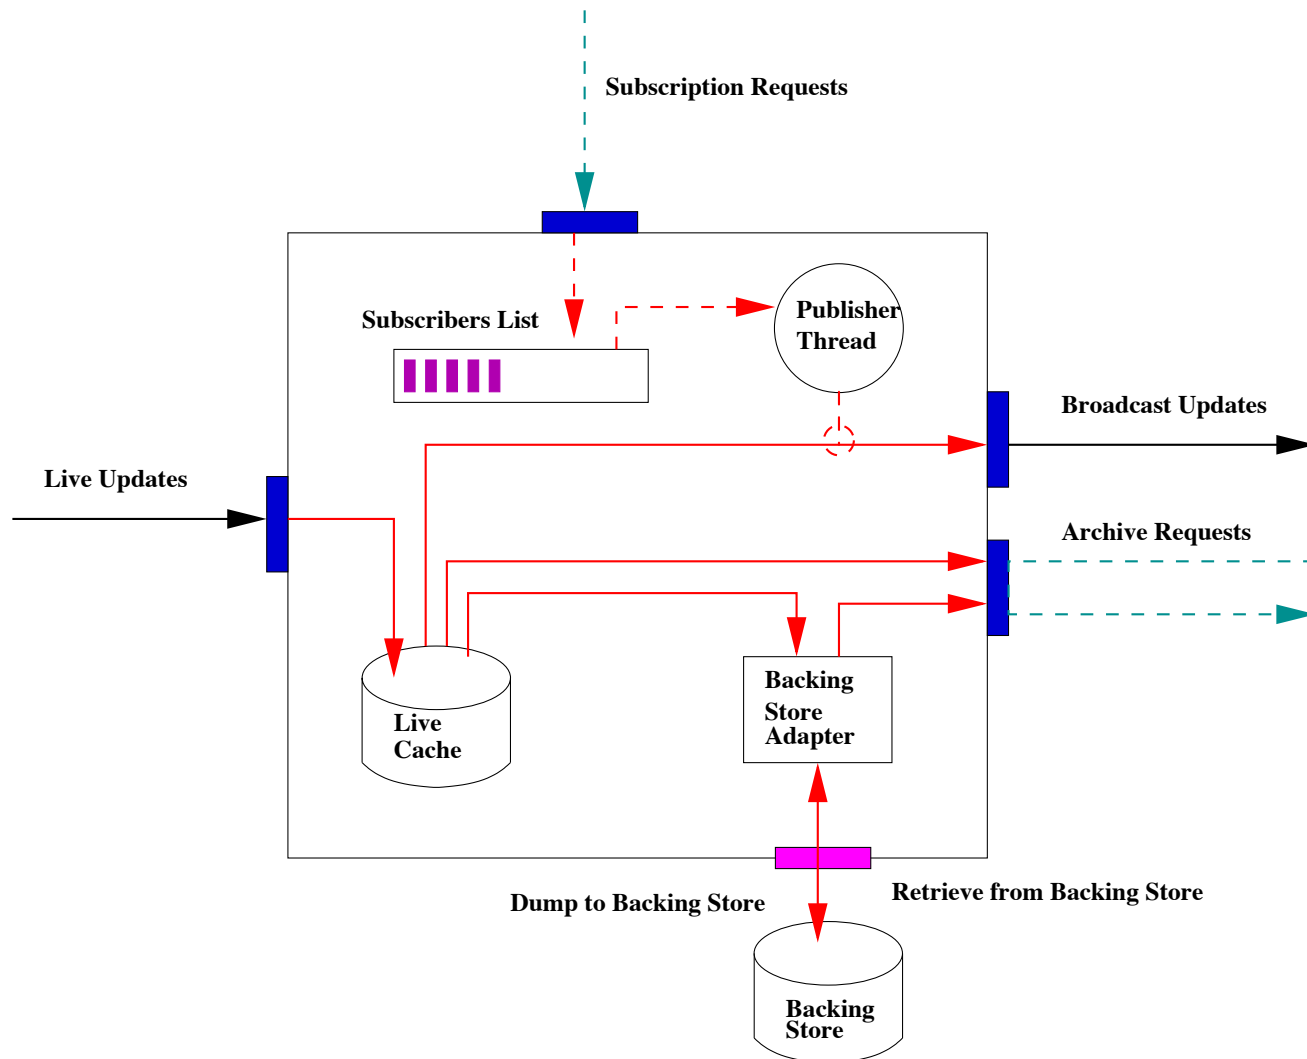 Subscription Requests
Subscribers List
Publisher
Thread
Broadcast Updates
Live Updates
Archive Requests
Live
Cache
Backing
Store
Adapter
Dump to Backing Store
Retrieve from Backing Store
Backing
Store